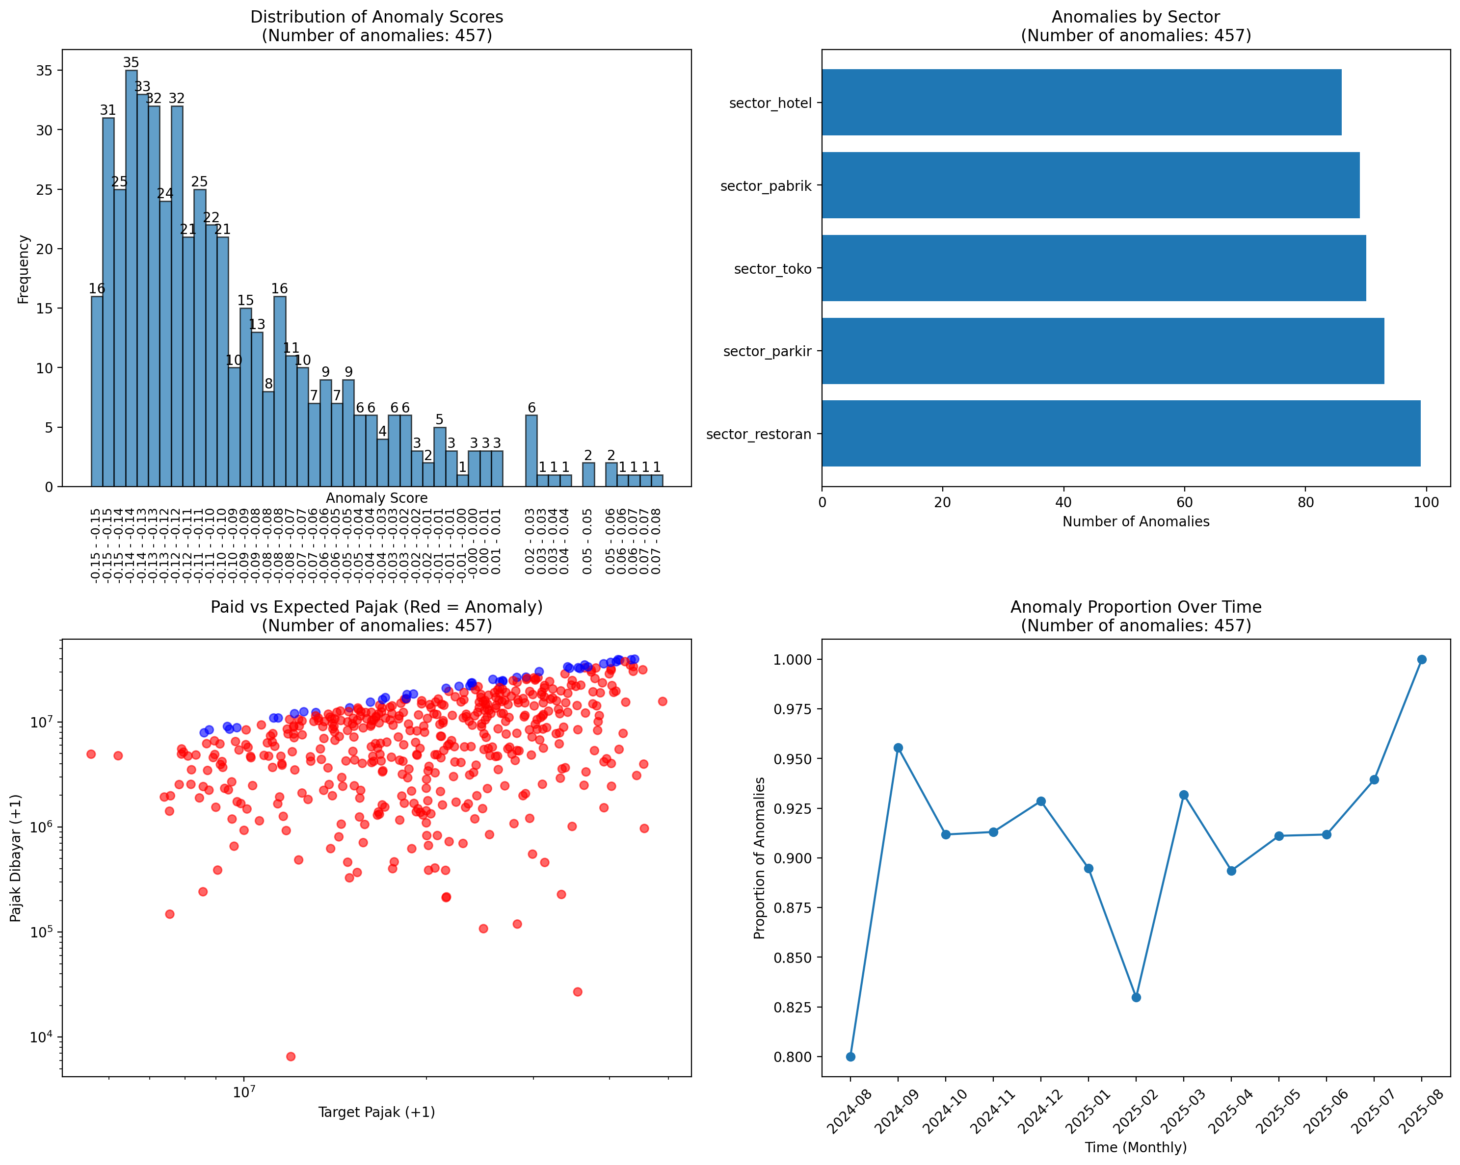 Distribution of Anomaly Scores
(Number of anomalies: 457)
Frequency
35
30
25
20
15
10
5
0
16
31
25
35
33
32
24
32
21
25
22
21
10
15
13
8
16
11
10
7
9
7
9
6
6
4
6
6
3
2
5
3
1
3
3
3
6
1
1
1
2
2
1
1
1
1
Anomaly Score
-0.15 - -0.15
-0.15 - -0.15
-0.15 - -0.14
-0.14 - -0.14
-0.14 - -0.13
-0.13 - -0.13
-0.13 - -0.12
-0.12 - -0.12
-0.12 - -0.11
-0.11 - -0.11
-0.11 - -0.10
-0.10 - -0.10
-0.10 - -0.09
-0.09 - -0.09
-0.09 - -0.08
-0.08 - -0.08
-0.08 - -0.08
-0.08 - -0.07
-0.07 - -0.07
-0.07 - -0.06
-0.06 - -0.06
-0.06 - -0.05
-0.05 - -0.05
-0.05 - -0.04
-0.04 - -0.04
-0.04 - -0.03
-0.03 - -0.03
-0.03 - -0.02
-0.02 - -0.02
-0.02 - -0.01
-0.01 - -0.01
-0.01 - -0.01
-0.01 - -0.00
-0.00 - 0.00
0.00 - 0.01
0.01 - 0.01
0.02 - 0.03
0.03 - 0.03
0.03 - 0.04
0.04 - 0.04
0.05 - 0.05
0.05 - 0.06
0.06 - 0.06
0.06 - 0.07
0.07 - 0.07
0.07 - 0.08
Anomalies by Sector
(Number of anomalies: 457)
sector_hotel
sector_pabrik
sector_toko
sector_parkir
sector_restoran
0 20 40 60 80 100
Number of Anomalies
Paid vs Expected Pajak (Red = Anomaly)
(Number of anomalies: 457)
Pajak Dibayar (+1)
10⁷
10⁶
10⁵
10⁴
10⁷
Target Pajak (+1)
Anomaly Proportion Over Time
(Number of anomalies: 457)
Proportion of Anomalies
1.000
0.975
0.950
0.925
0.900
0.875
0.850
0.825
0.800
2024-08 2024-09 2024-10 2024-11 2024-12 2025-01 2025-02 2025-03 2025-04 2025-05 2025-06 2025-07 2025-08
Time (Monthly)